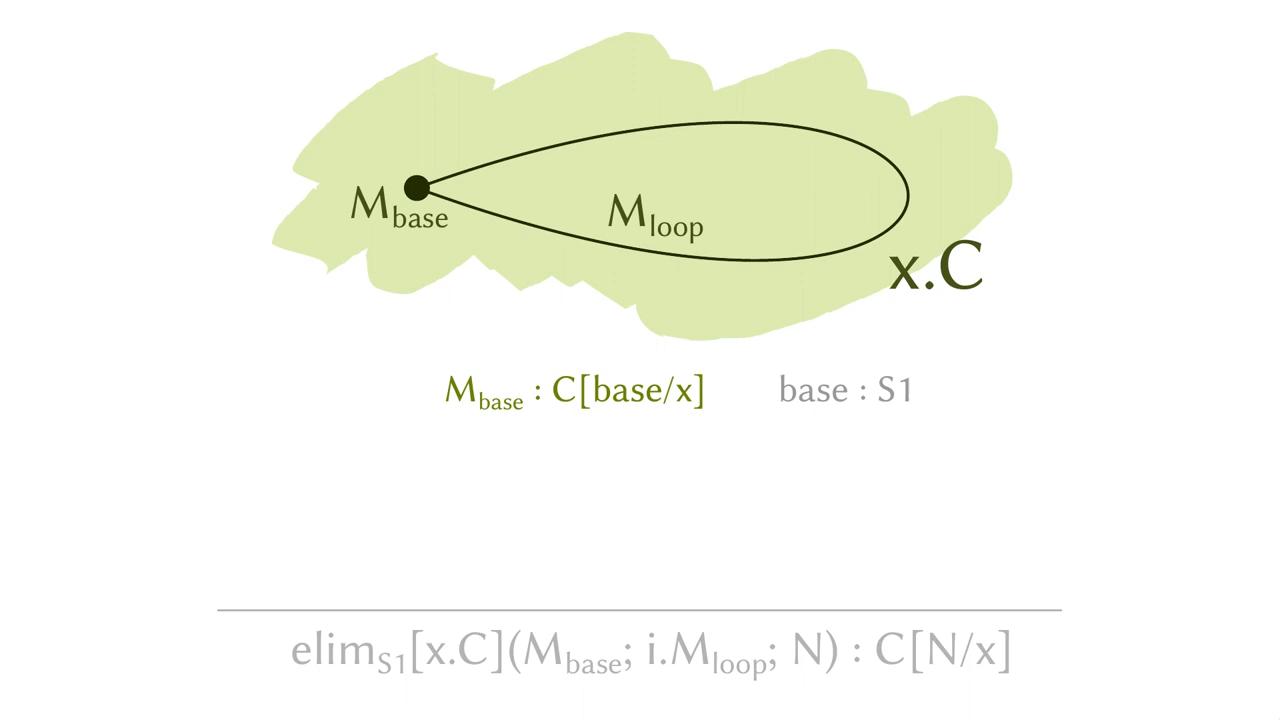 M_base
M_loop
x.C
M_base : C[base/x] base : S1
elim_S1[x.C](M_base; i.M_loop; N) : C[N/x]